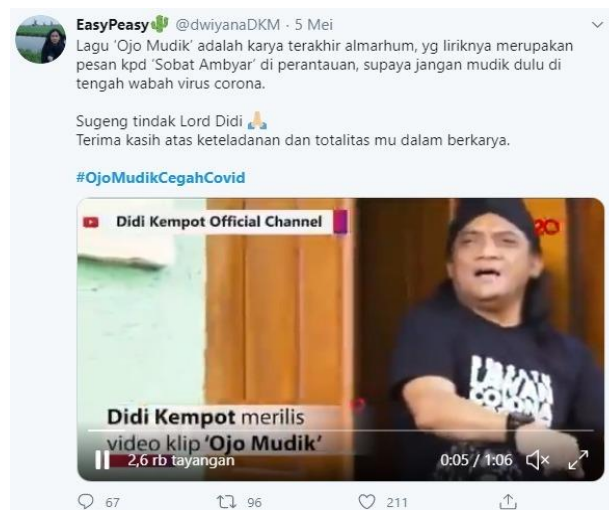 EasyPeasy @dwiyanaDKM · 5 Mei
Lagu 'Ojo Mudik' adalah karya terakhir almarhum, yg liriknya merupakan
pesan kpd 'Sobat Ambyar' di perantauan, supaya jangan mudik dulu di
tengah wabah virus corona.
Sugeng tindak Lord Didi 🙏
Terima kasih atas keteladanan dan totalitas mu dalam berkarya.
#OjoMudikCegahCovid
Didi Kempot Official Channel
20
LAWAN
CORONA
Didi Kempot merilis
video klip 'Ojo Mudik'
2,6 rb tayangan
0:05 / 1:06
67 96 211